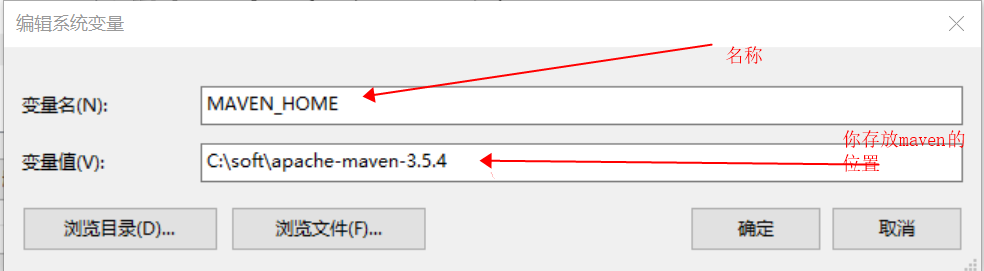 编辑系统变量
名称
变量名(N):
MAVEN_HOME
你存放maven的
位置
变量值(V):
C:\soft\apache-maven-3.5.4
浏览目录(D)...
浏览文件(F)...
确定
取消